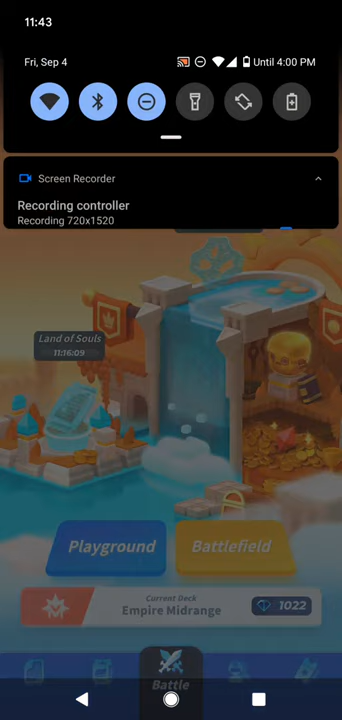 11:43
Fri, Sep 4
Until 4:00 PM
Screen Recorder
Recording controller
Recording 720x1520
Land of Souls
11:16:09
Playground
Battlefield
Current Deck
Empire Midrange
1022
Battle